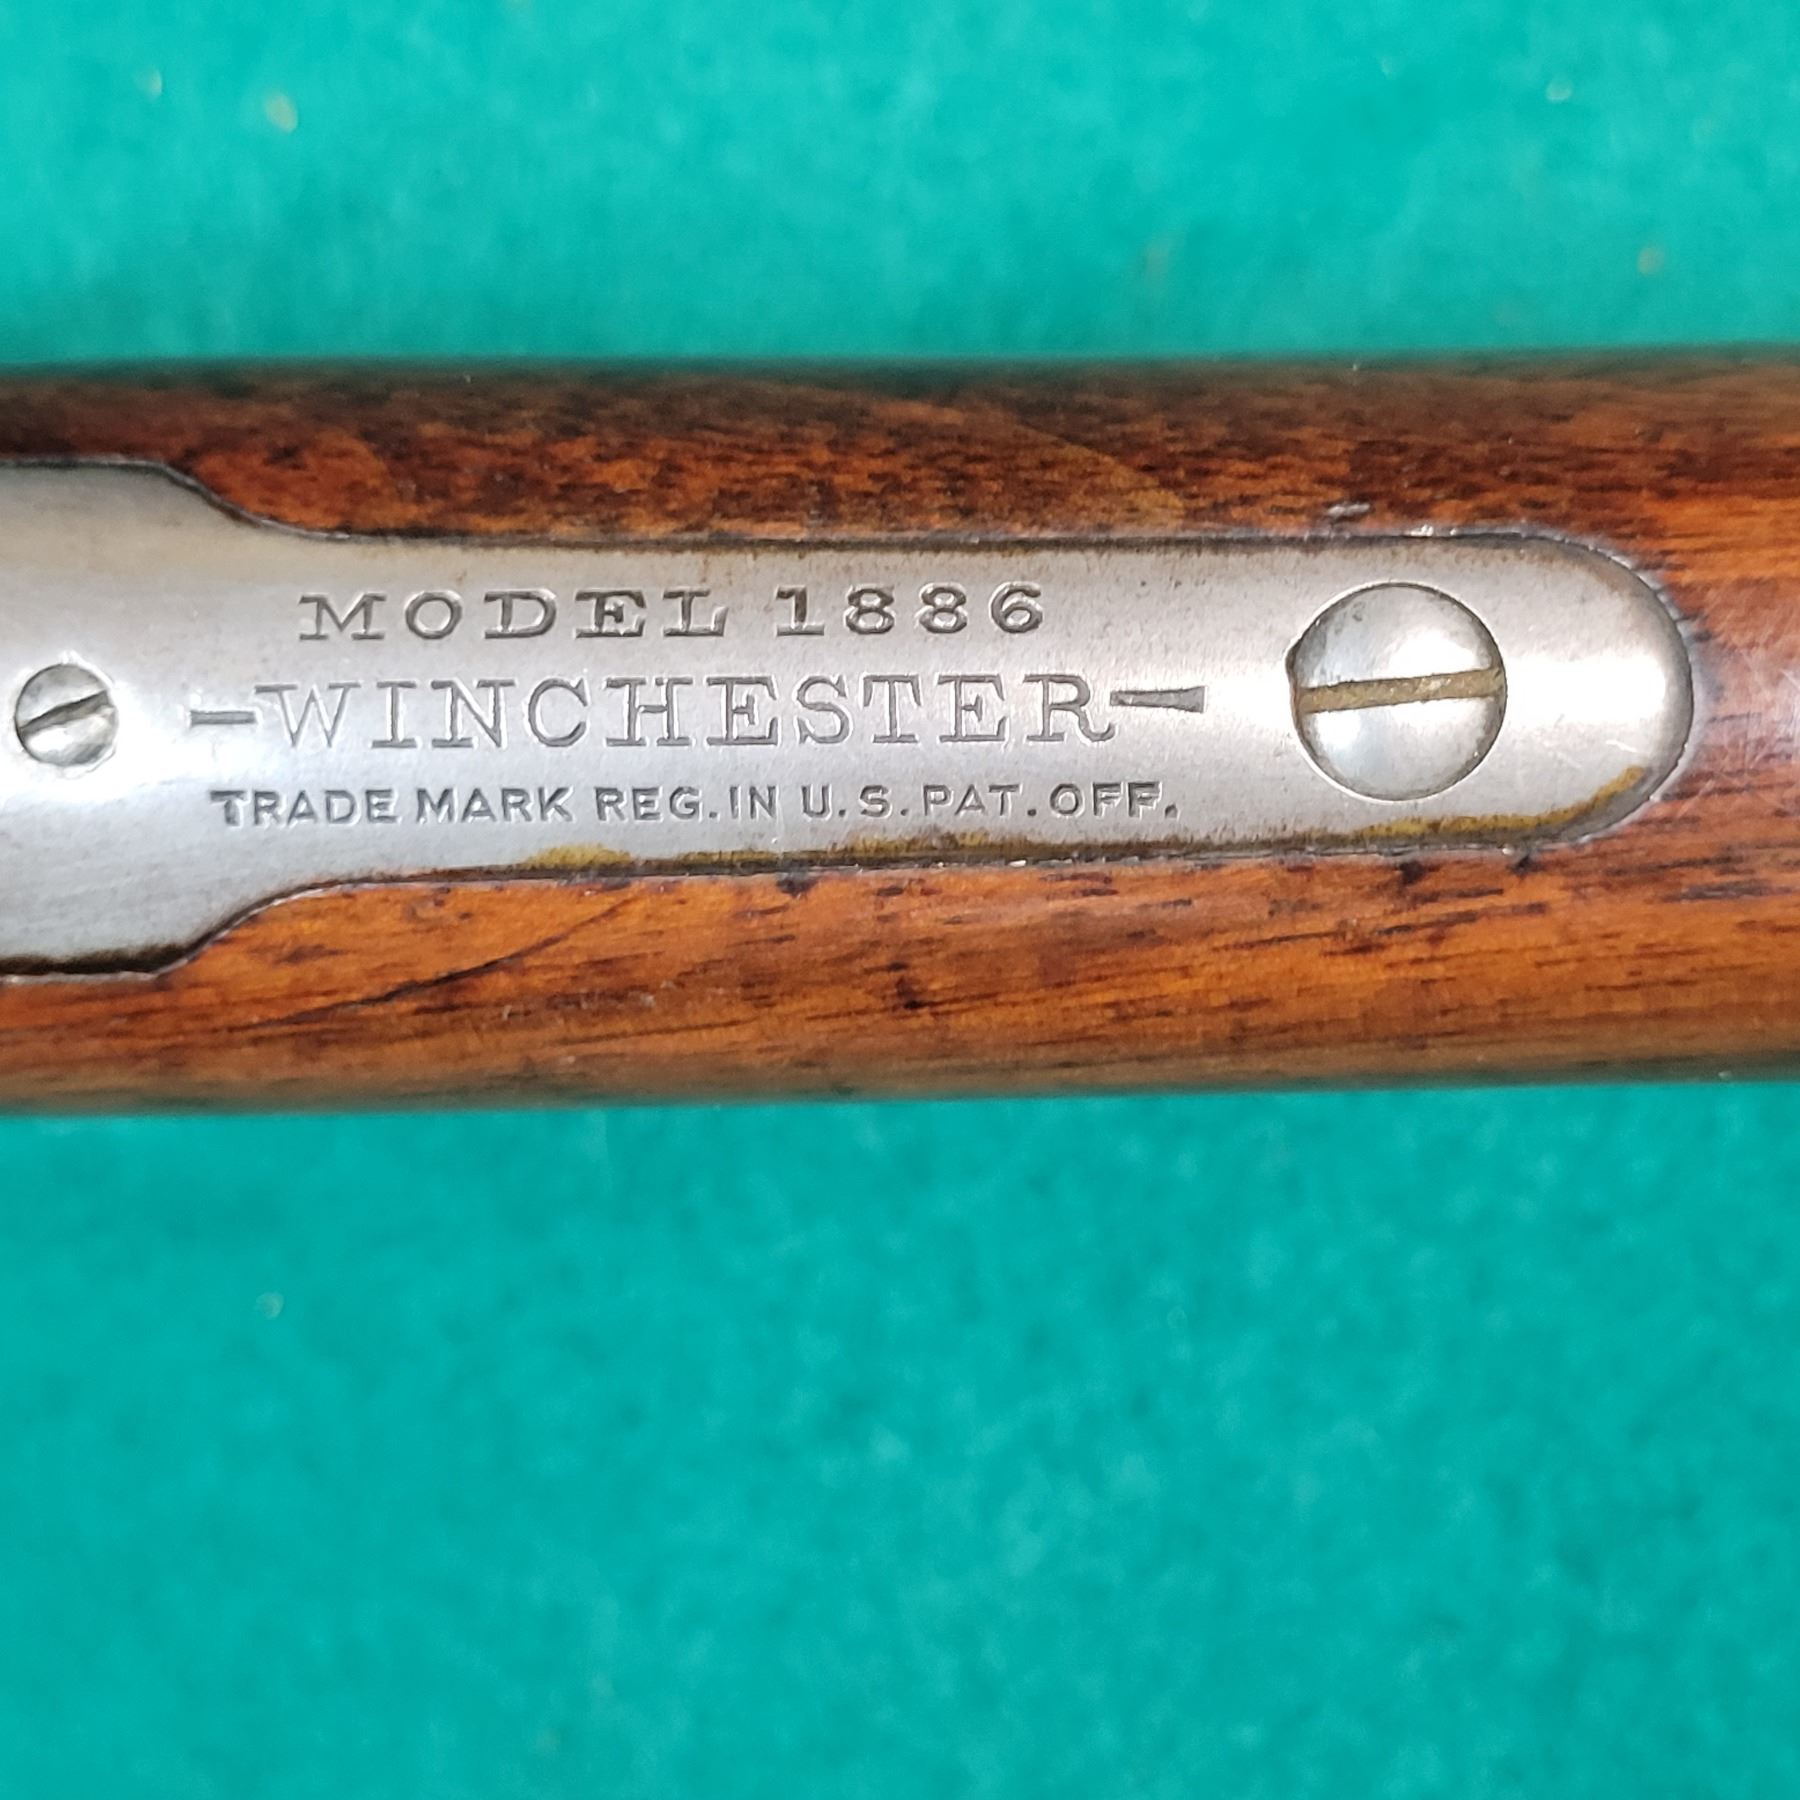 MODEL 1886
-WINCHESTER-
TRADE MARK REG. IN U.S. PAT. OFF.